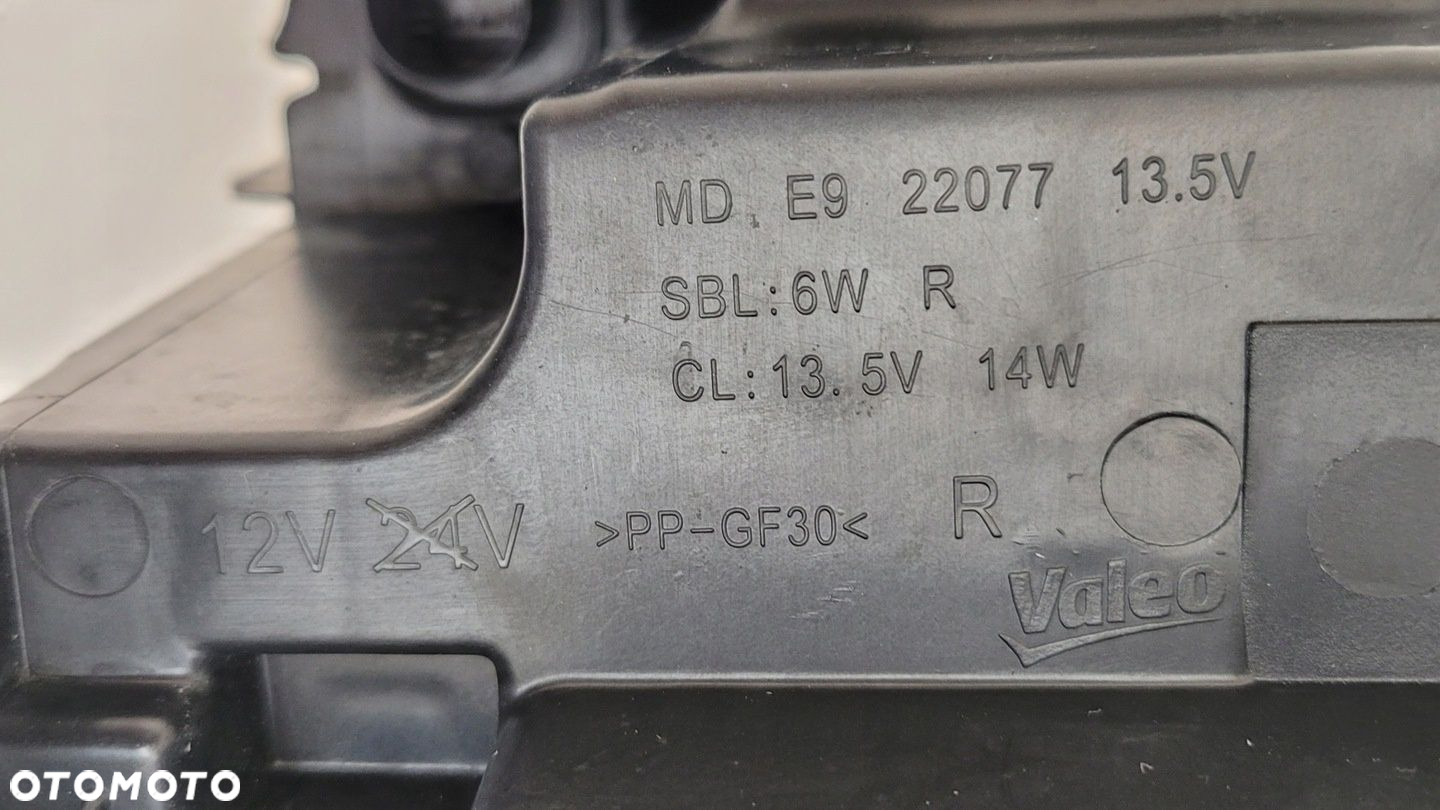 MD E9 22077 13.5V
SBL:6W R
CL:13.5V 14W
12V 24V >PP-GF30< R
Valeo
OTOMOTO